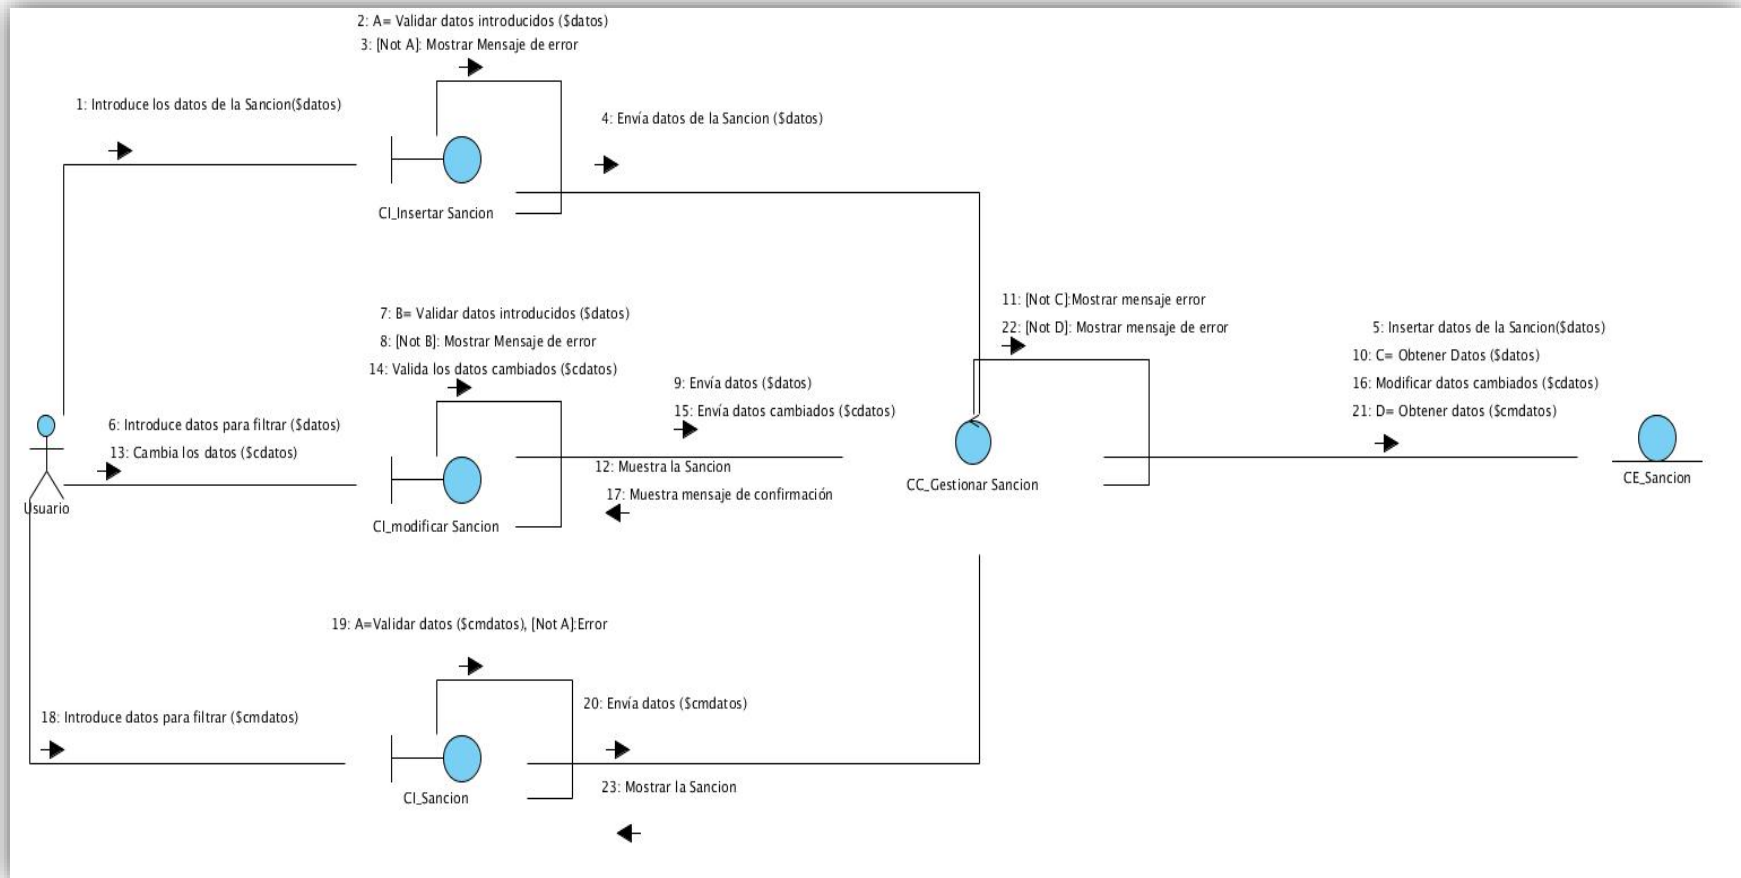 2: A= Validar datos introducidos ($datos)
3: [Not A]: Mostrar Mensaje de error
1: Introduce los datos de la Sancion($datos)
4: Envía datos de la Sancion ($datos)
CI_Insertar Sancion
7: B= Validar datos introducidos ($datos)
8: [Not B]: Mostrar Mensaje de error
14: Valida los datos cambiados ($cdatos)
11: [Not C]:Mostrar mensaje error
22: [Not D]: Mostrar mensaje de error
5: Insertar datos de la Sancion($datos)
10: C= Obtener Datos ($datos)
16: Modificar datos cambiados ($cdatos)
21: D= Obtener datos ($cmdatos)
9: Envía datos ($datos)
15: Envía datos cambiados ($cdatos)
6: Introduce datos para filtrar ($datos)
13: Cambia los datos ($cdatos)
12: Muestra la Sancion
17: Muestra mensaje de confirmación
Usuario
CI_modificar Sancion
CC_Gestionar Sancion
CE_Sancion
19: A=Validar datos ($cmdatos), [Not A]:Error
18: Introduce datos para filtrar ($cmdatos)
20: Envía datos ($cmdatos)
23: Mostrar la Sancion
CI_Sancion